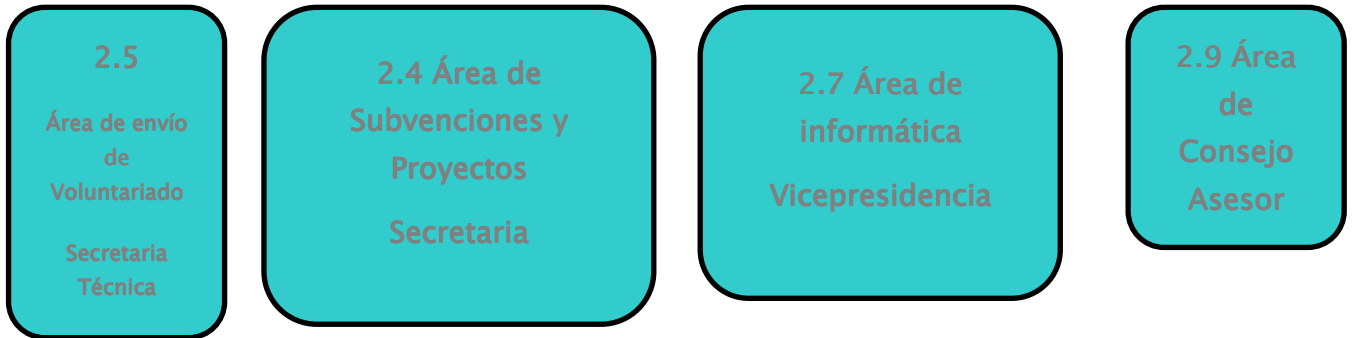 2.5
Área de envío
de
Voluntariado
Secretaria
Técnica
2.4 Área de
Subvenciones y
Proyectos
Secretaria
2.7 Área de
informática
Vicepresidencia
2.9 Área
de
Consejo
Asesor